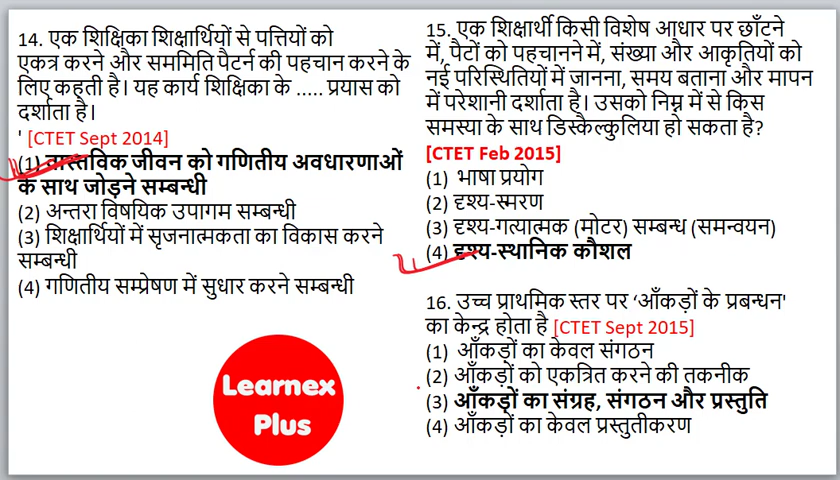 14. एक शिक्षिका शिक्षार्थियों से पत्तियों को
एकत्र करने और सममिति पैटर्न की पहचान करने के
लिए कहती है। यह कार्य शिक्षिका के ..... प्रयास को
दर्शाता है।
' [CTET Sept 2014]
(1) वास्तविक जीवन को गणितीय अवधारणाओं
के साथ जोड़ने सम्बन्धी
(2) अन्तरा विषयिक उपागम सम्बन्धी
(3) शिक्षार्थियों में सृजनात्मकता का विकास करने
सम्बन्धी
(4) गणितीय सम्प्रेषण में सुधार करने सम्बन्धी
Learnex
Plus
15. एक शिक्षार्थी किसी विशेष आधार पर छाँटने
में, पैटों को पहचानने में, संख्या और आकृतियों को
नई परिस्थितियों में जानना, समय बताना और मापन
में परेशानी दर्शाता है। उसको निम्न में से किस
समस्या के साथ डिस्कैल्कुलिया हो सकता है?
[CTET Feb 2015]
(1) भाषा प्रयोग
(2) दृश्य-स्मरण
(3) दृश्य-गत्यात्मक (मोटर) सम्बन्ध (समन्वयन)
(4) दृश्य-स्थानिक कौशल
16. उच्च प्राथमिक स्तर पर ‘आँकड़ों के प्रबन्धन'
का केन्द्र होता है [CTET Sept 2015]
(1) आँकड़ों का केवल संगठन
(2) आँकड़ों को एकत्रित करने की तकनीक
(3) आँकड़ों का संग्रह, संगठन और प्रस्तुति
(4) आँकड़ों का केवल प्रस्तुतीकरण